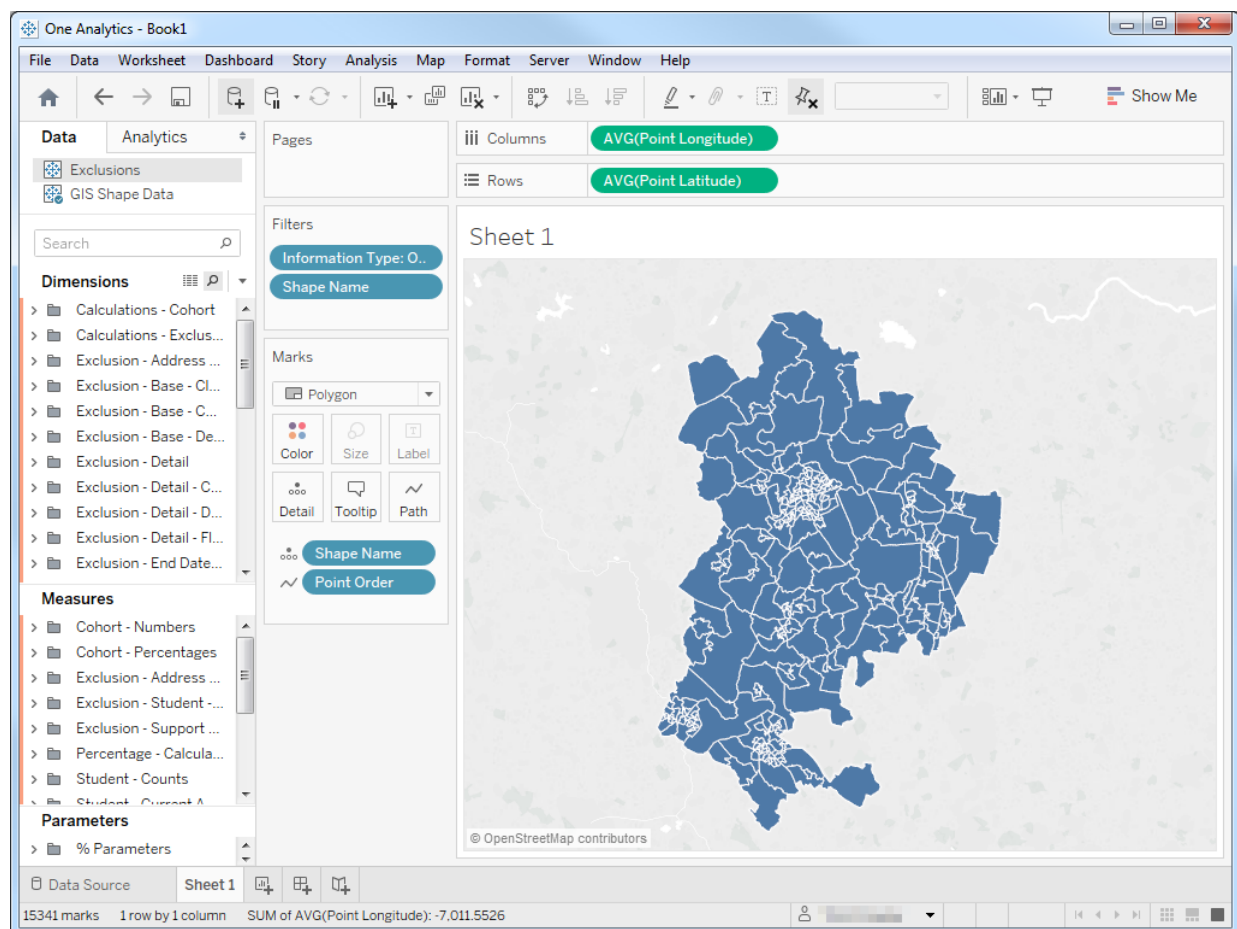 One Analytics - Book1
File Data Worksheet Dashboard Story Analysis Map Format Server Window Help
Show Me
Data Analytics
Exclusions
GIS Shape Data
Search
Dimensions
Calculations - Cohort
Calculations - Exclus...
Exclusion - Address ...
Exclusion - Base - Cl...
Exclusion - Base - C...
Exclusion - Base - De...
Exclusion - Detail
Exclusion - Detail - C...
Exclusion - Detail - D...
Exclusion - Detail - Fl...
Exclusion - End Date...
Measures
Cohort - Numbers
Cohort - Percentages
Exclusion - Address ...
Exclusion - Student -...
Exclusion - Support ...
Percentage - Calcula...
Student - Counts
Student - Current A
Parameters
% Parameters
Pages
Filters
Information Type: O..
Shape Name
Marks
Polygon
Color Size Label
Detail Tooltip Path
Shape Name
Point Order
Columns AVG(Point Longitude)
Rows AVG(Point Latitude)
Sheet 1
© OpenStreetMap contributors
Data Source Sheet 1
15341 marks 1 row by 1 column SUM of AVG(Point Longitude): -7,011.5526